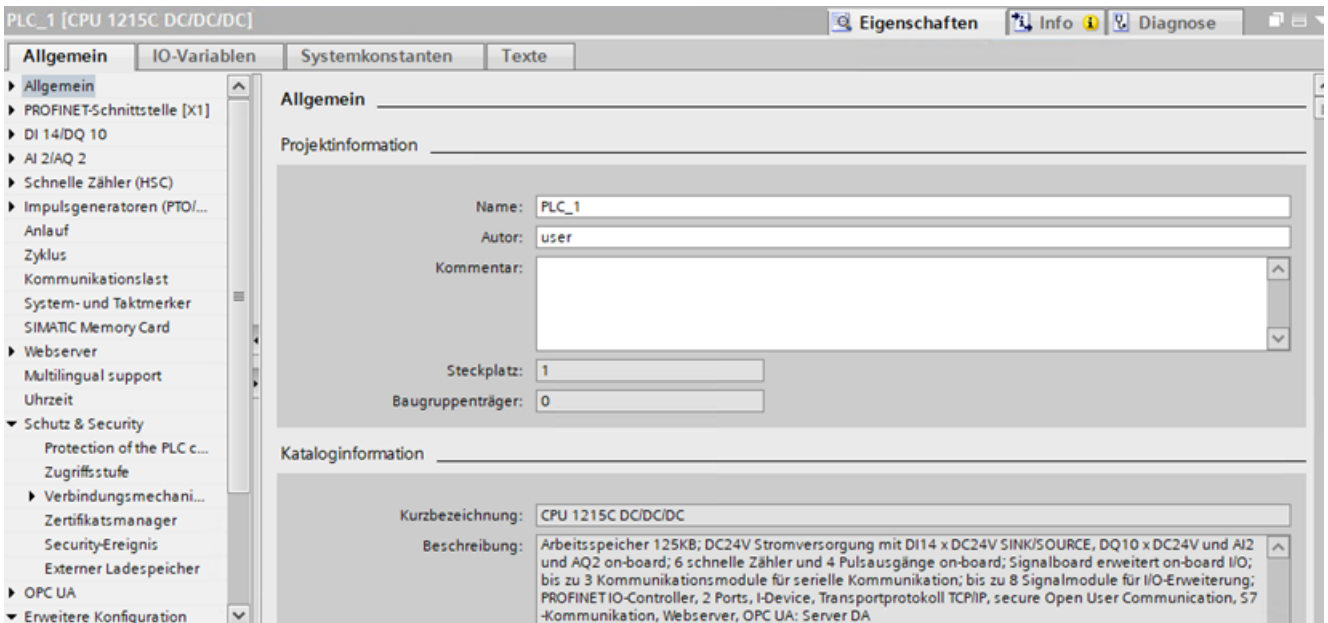 PLC_1 [CPU 1215C DC/DC/DC]
Eigenschaften
Info
Diagnose
Allgemein
IO-Variablen
Systemkonstanten
Texte
Allgemein
PROFINET-Schnittstelle [X1]
DI 14/DQ 10
AI 2/AQ 2
Schnelle Zähler (HSC)
Impulsgeneratoren (PTO/...
Anlauf
Zyklus
Kommunikationslast
System- und Taktmerker
SIMATIC Memory Card
Webserver
Multilingual support
Uhrzeit
Schutz & Security
Protection of the PLC c...
Zugriffsstufe
Verbindungsmechani...
Zertifikatsmanager
Security-Ereignis
Externer Ladespeicher
OPC UA
Erweitere Konfiguration
Allgemein
Projektinformation
Name: PLC_1
Autor: user
Kommentar:
Steckplatz: 1
Baugruppenträger: 0
Kataloginformation
Kurzbezeichnung: CPU 1215C DC/DC/DC
Beschreibung: Arbeitsspeicher 125KB; DC24V Stromversorgung mit DI14 x DC24V SINK/SOURCE, DQ10 x DC24V und AI2
und AQ2 on-board; 6 schnelle Zähler und 4 Pulsausgänge on-board; Signalboard erweitert on-board I/O;
bis zu 3 Kommunikationsmodule für serielle Kommunikation; bis zu 8 Signalmodule für I/O-Erweiterung;
PROFINET IO-Controller, 2 Ports, I-Device, Transportprotokoll TCP/IP, secure Open User Communication, S7
-Kommunikation, Webserver, OPC UA: Server DA